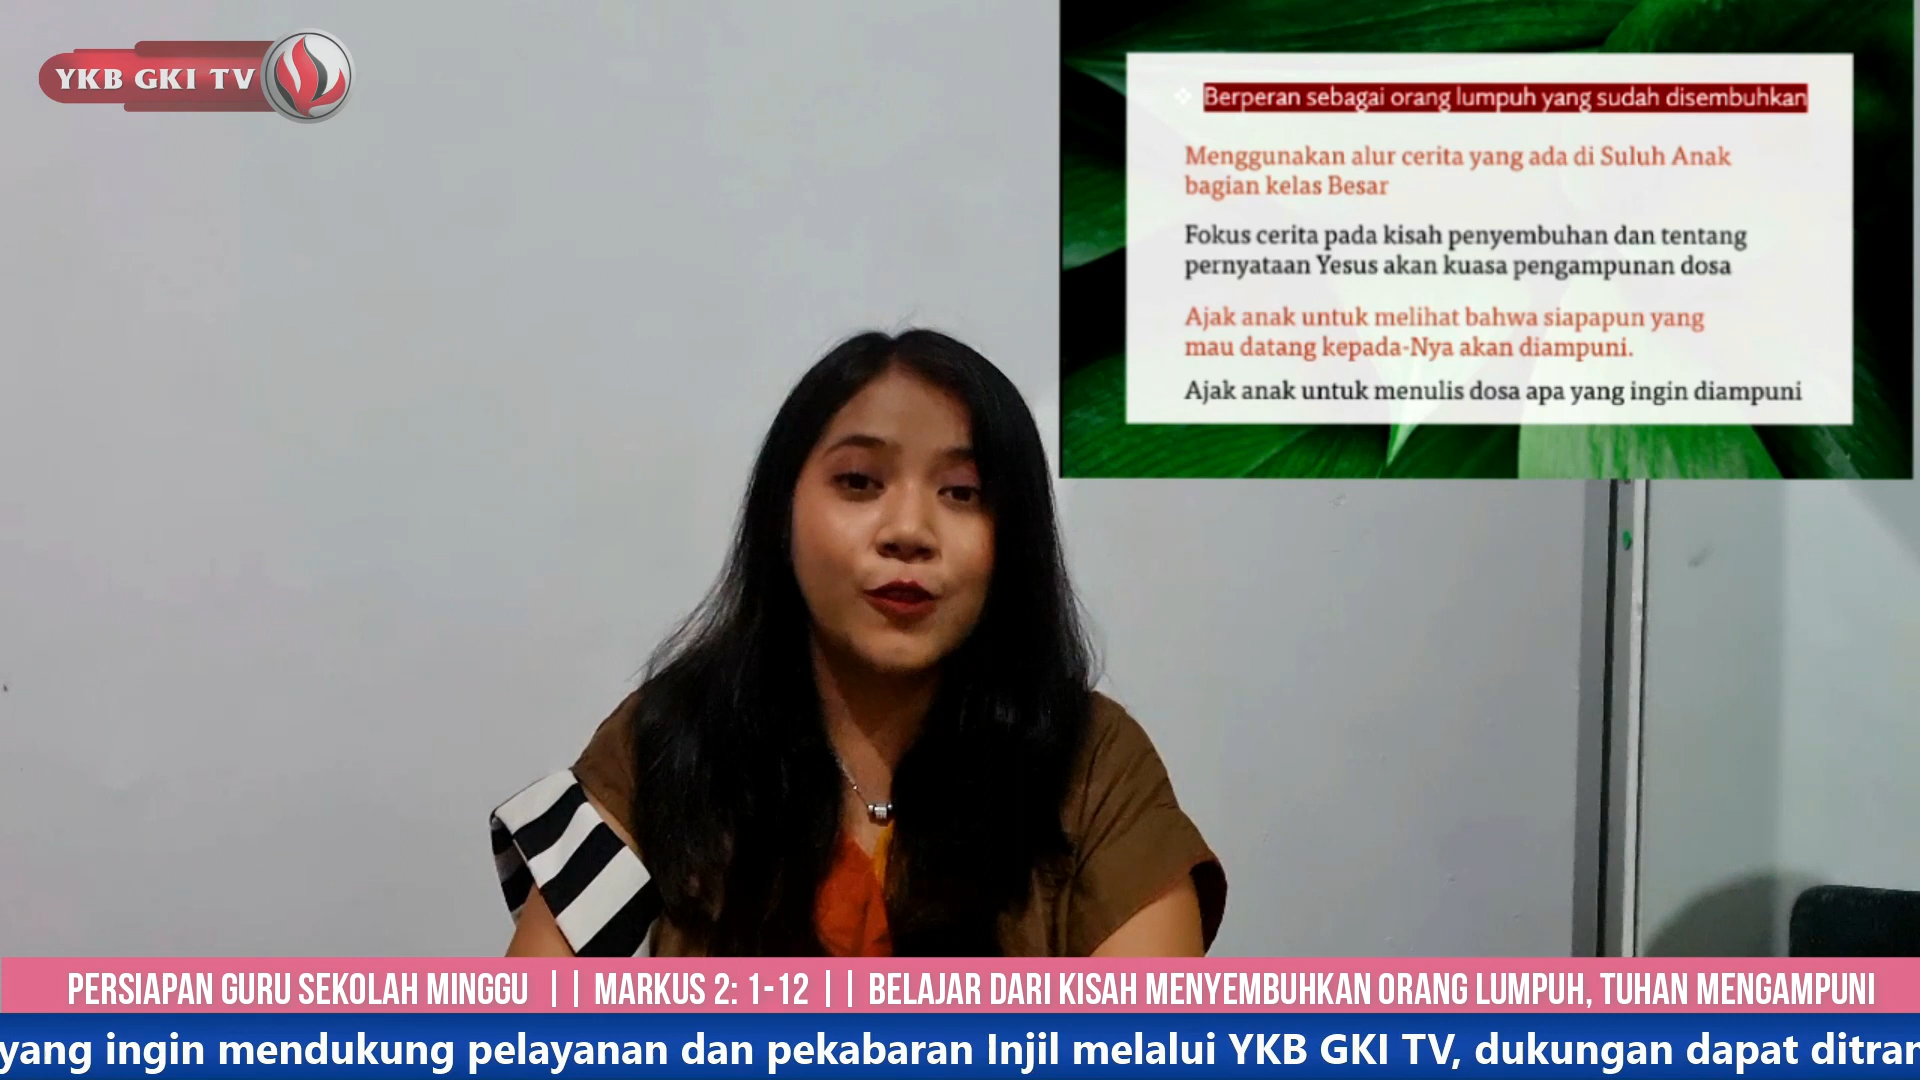 YKB GKI TV
Berperan sebagai orang lumpuh yang sudah disembuhkan
Menggunakan alur cerita yang ada di Suluh Anak
bagian kelas Besar
Fokus cerita pada kisah penyembuhan dan tentang
pernyataan Yesus akan kuasa pengampunan dosa
Ajak anak untuk melihat bahwa siapapun yang
mau datang kepada-Nya akan diampuni.
Ajak anak untuk menulis dosa apa yang ingin diampuni
PERSIAPAN GURU SEKOLAH MINGGU || MARKUS 2: 1-12 || BELAJAR DARI KISAH MENYEMBUHKAN ORANG LUMPUH, TUHAN MENGAMPUNI
yang ingin mendukung pelayanan dan pekabaran Injil melalui YKB GKI TV, dukungan dapat ditran